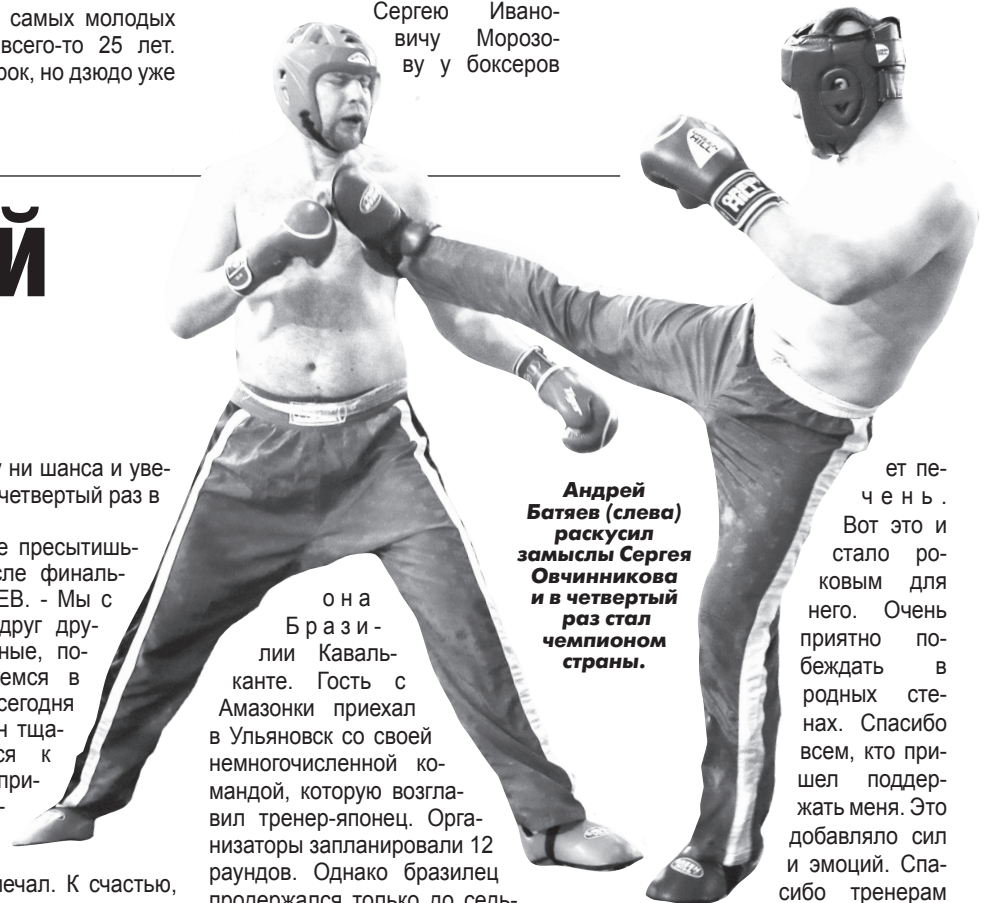 самых молодых
всего-то 25 лет.
рок, но дзюдо уже
Сергею Ивано-
вичу Морозо-
ву у боксеров
Й
у ни шанса и уве-
четвертый раз в
е пресытишь-
сле финаль-
ЕВ. - Мы с
друг дру-
ные, по-
емся в
сегодня
н тща-
ся к
при-
-
печал. К счастью,
она
Брази-
лии Каваль-
канте. Гость с
Амазонки приехал
в Ульяновск со своей
немногочисленной ко-
мандой, которую возгла-
вил тренер-японец. Орга-
низаторы запланировали 12
раундов. Однако бразилец
продержался только до седь-
Андрей
Батяев (слева)
раскусил
замыслы Сергея
Овчинникова
и в четвертый
раз стал
чемпионом
страны.
ет пе-
чень.
Вот это и
стало ро-
ковым для
него. Очень
приятно по-
беждать в
родных сте-
нах. Спасибо
всем, кто при-
шел поддер-
жать меня. Это
добавляло сил
и эмоций. Спа-
сибо тренерам